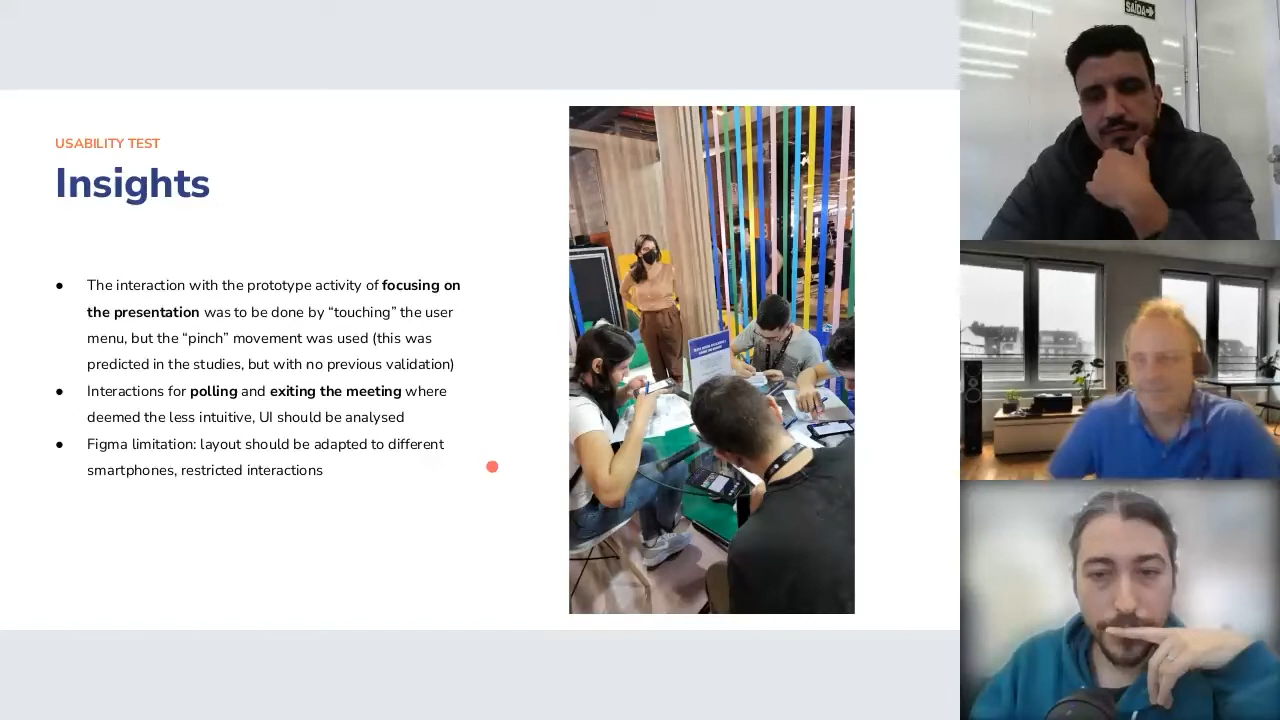 USABILITY TEST
Insights
● The interaction with the prototype activity of focusing on
the presentation was to be done by “touching” the user
menu, but the “pinch” movement was used (this was
predicted in the studies, but with no previous validation)
● Interactions for polling and exiting the meeting where
deemed the less intuitive, UI should be analysed
● Figma limitation: layout should be adapted to different
smartphones, restricted interactions
SAÍDA